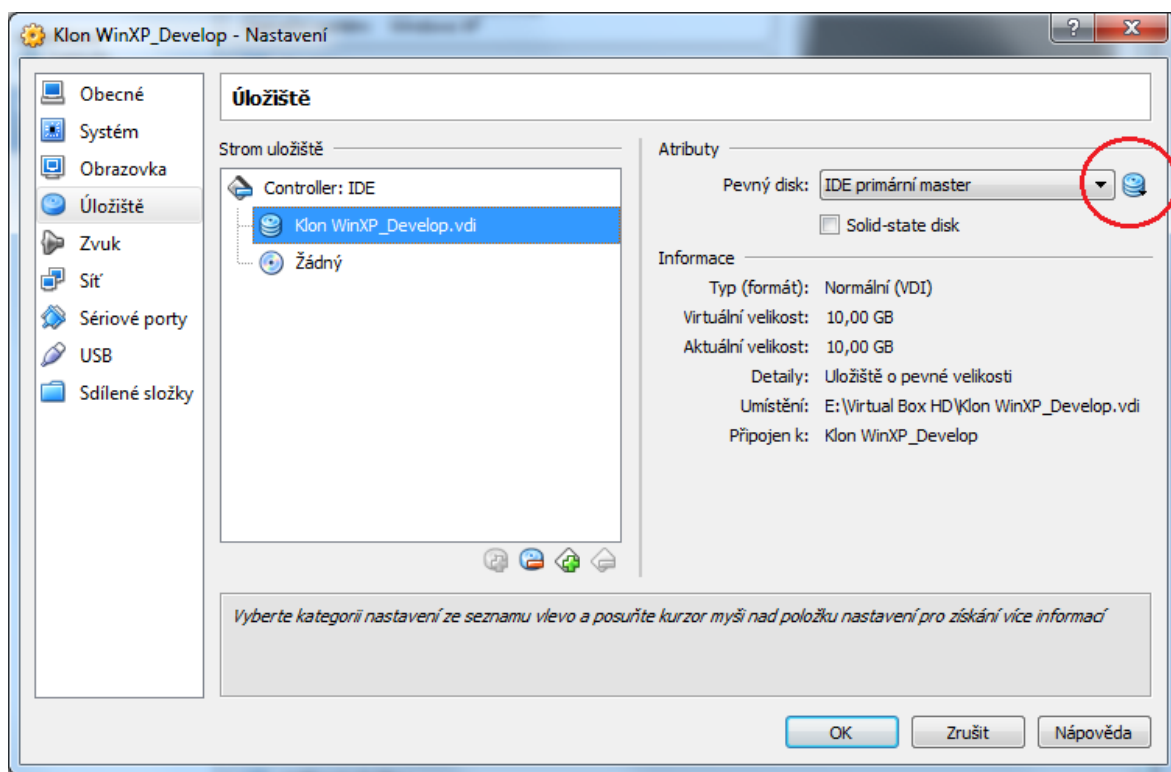 Klon WinXP_Develop - Nastavení
?
X
Obecné
Systém
Obrazovka
Úložiště
Zvuk
Síť
Sériové porty
USB
Sdílené složky
Úložiště
Strom uložiště
Controller: IDE
Klon WinXP_Develop.vdi
Žádný
Atributy
Pevný disk: IDE primární master
Solid-state disk
Informace
Typ (formát): Normální (VDI)
Virtuální velikost: 10,00 GB
Aktuální velikost: 10,00 GB
Detaily: Uložiště o pevné velikosti
Umístění: E:\Virtual Box HD\Klon WinXP_Develop.vdi
Připojen k: Klon WinXP_Develop
Vyberte kategorii nastavení ze seznamu vlevo a posuňte kurzor myši nad položku nastavení pro získání více informací
OK Zrušit Nápověda